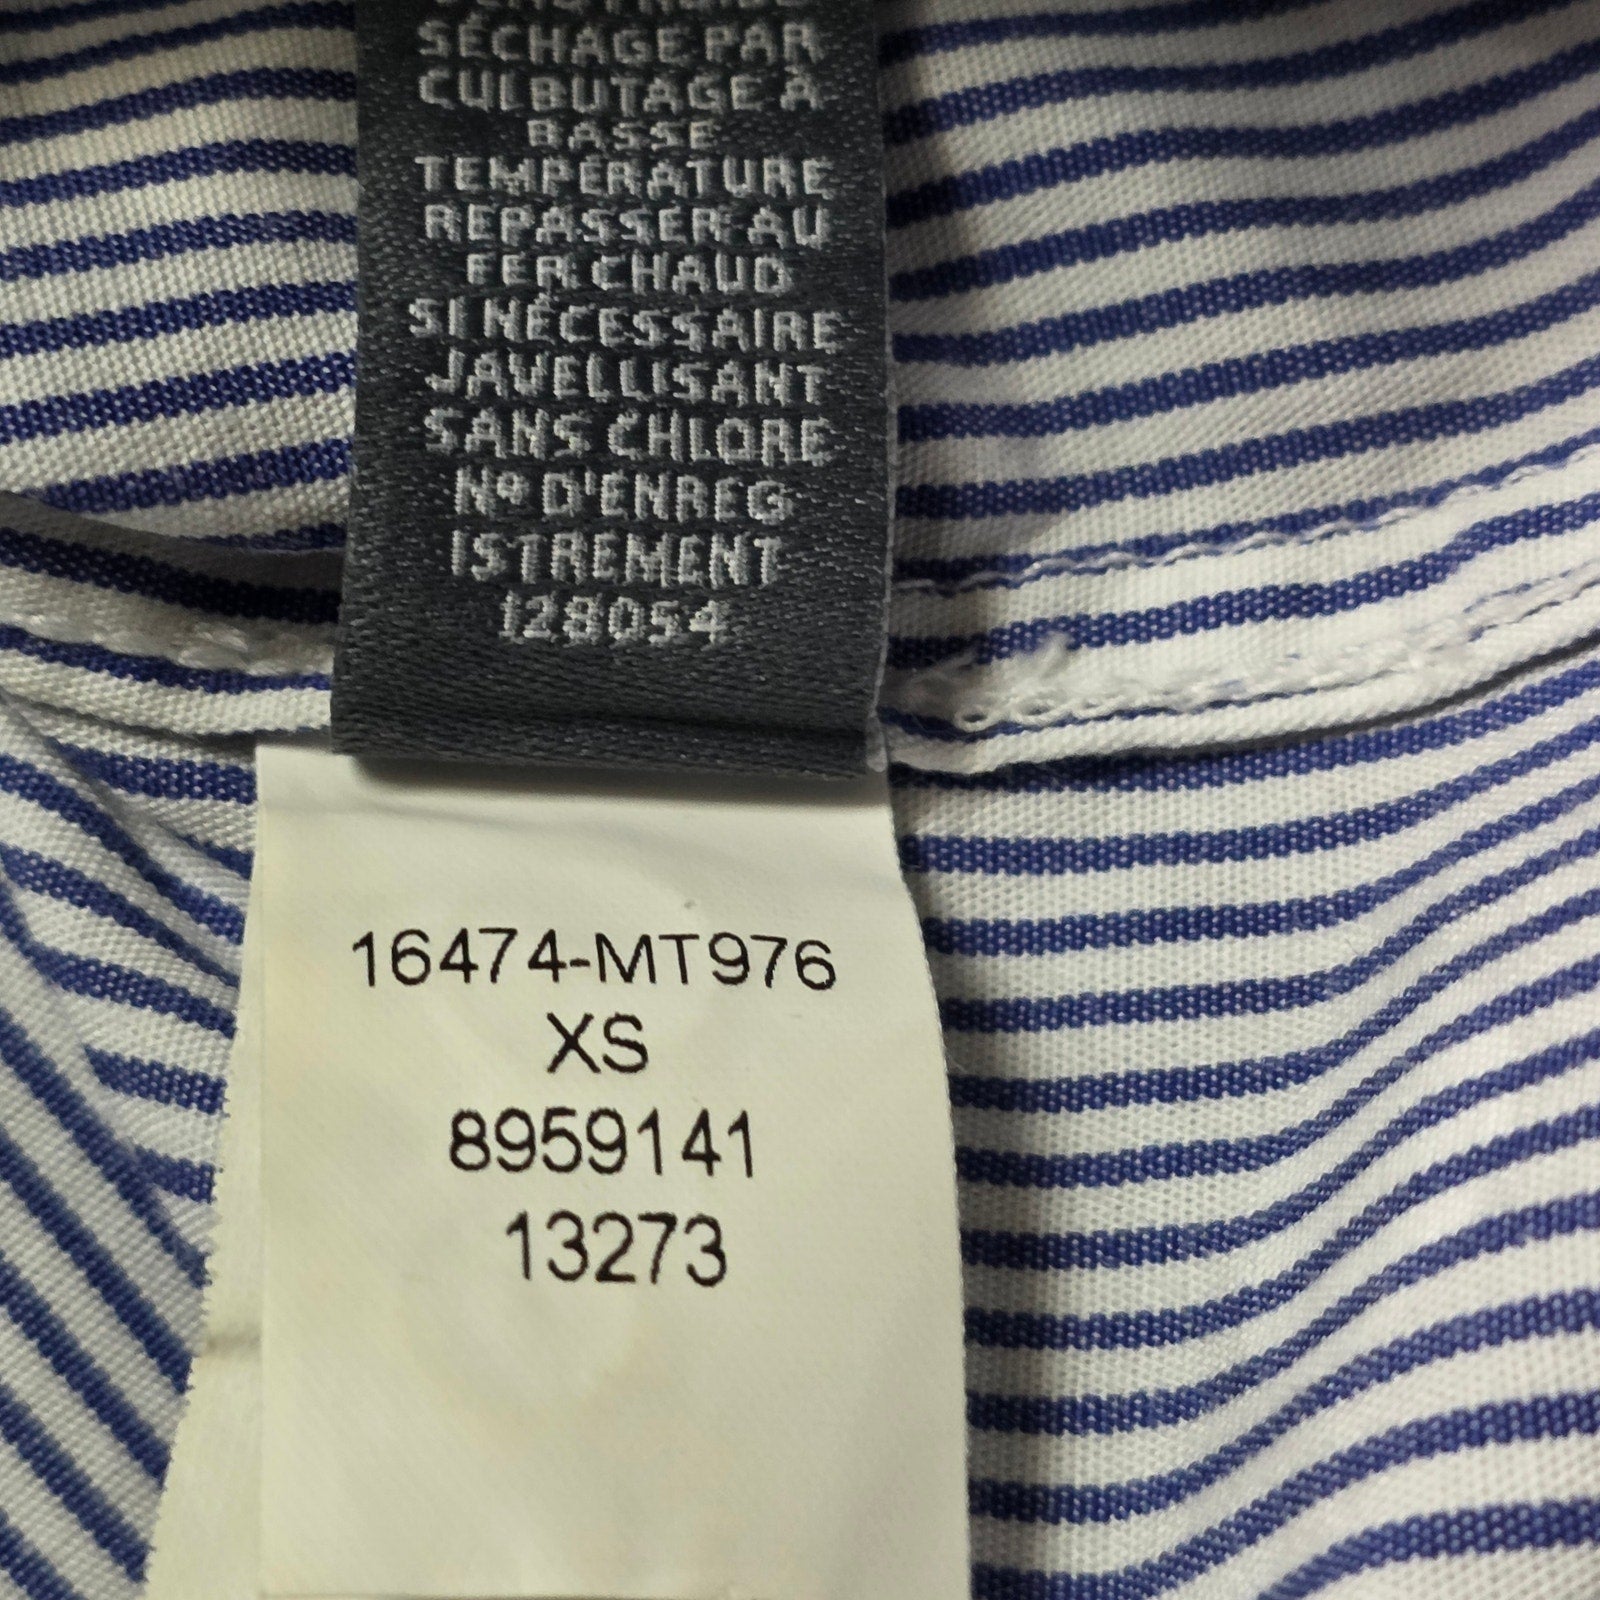 SÉCHAGE PAR
CULBUTAGE À
BASSE
TEMPÉRATURE
REPASSER AU
FER CHAUD
SI NÉCESSAIRE
JAVELLISANT
SANS CHLORE
Nº D'ENREG
ISTREMENT
128054
16474-MT976
XS
8959141
13273